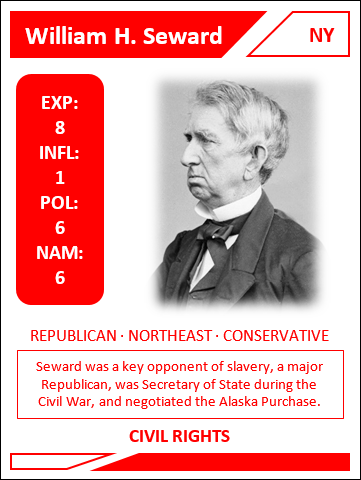 William H. Seward
NY
EXP:
8
INFL:
1
POL:
6
NAM:
6
REPUBLICAN · NORTHEAST · CONSERVATIVE
Seward was a key opponent of slavery, a major
Republican, was Secretary of State during the
Civil War, and negotiated the Alaska Purchase.
CIVIL RIGHTS